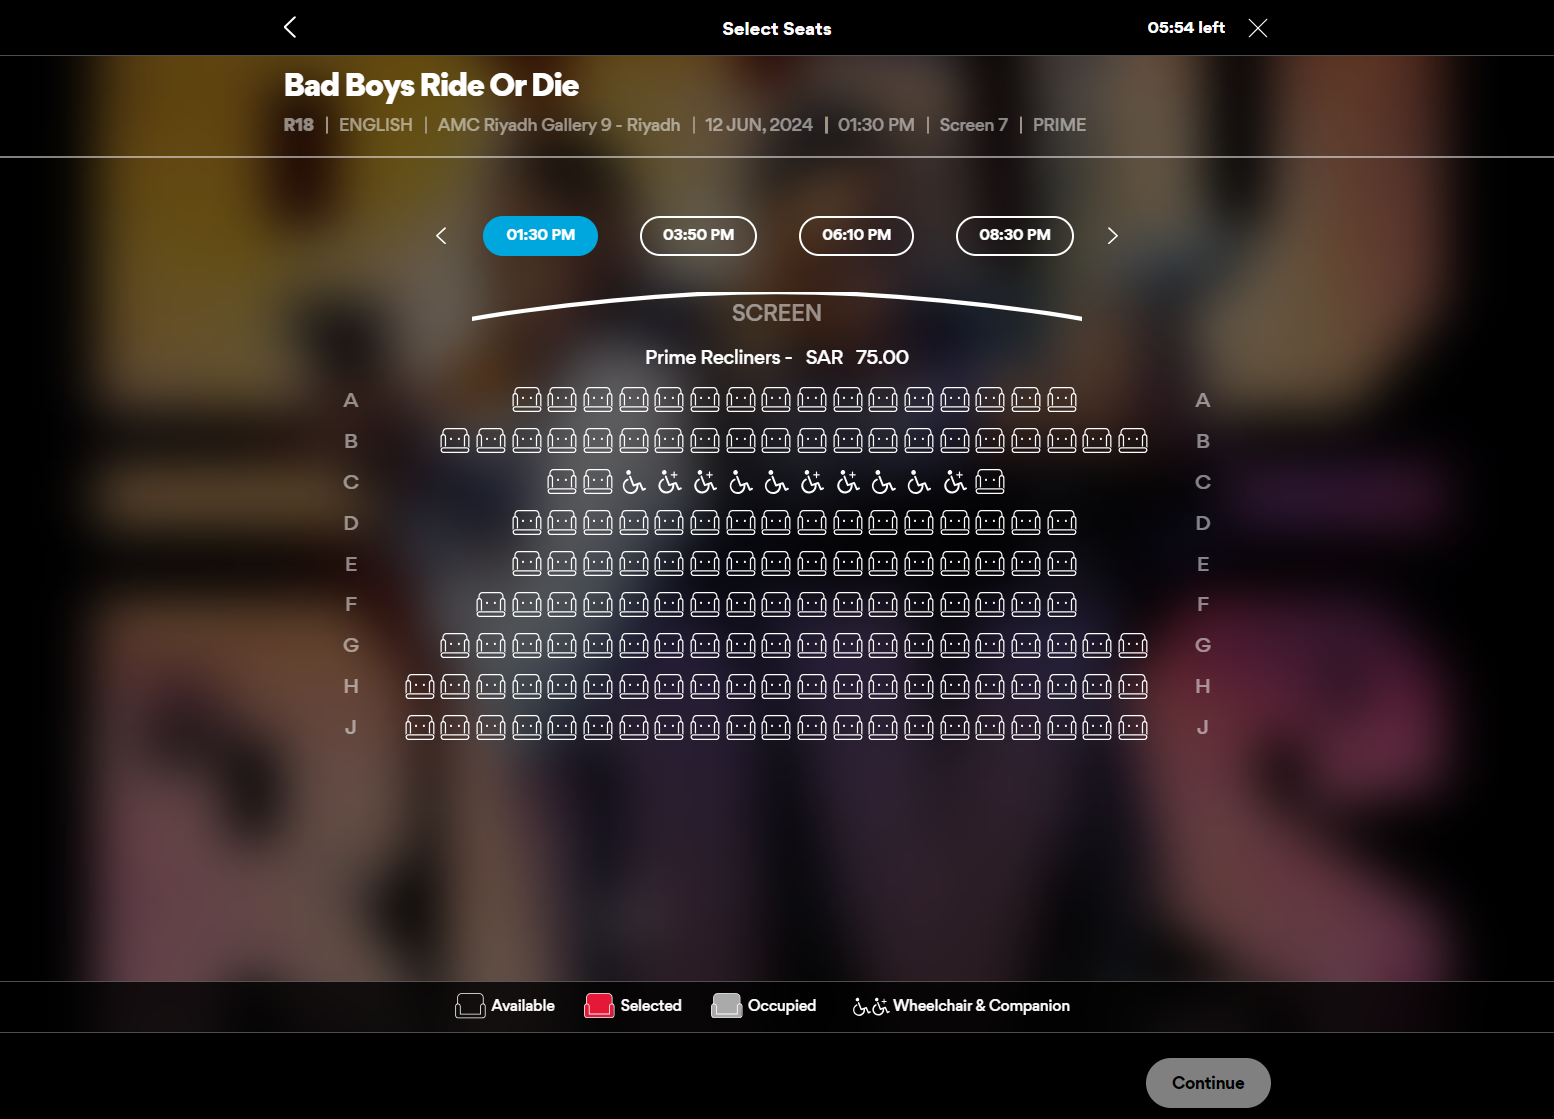 Select Seats
05:54 left
Bad Boys Ride Or Die
R18 | ENGLISH | AMC Riyadh Gallery 9 - Riyadh | 12 JUN, 2024 | 01:30 PM | Screen 7 | PRIME
01:30 PM 03:50 PM 06:10 PM 08:30 PM
SCREEN
Prime Recliners - SAR 75.00
A A
B B
C C
D D
E E
F F
G G
H H
J J
Available Selected Occupied Wheelchair & Companion
Continue